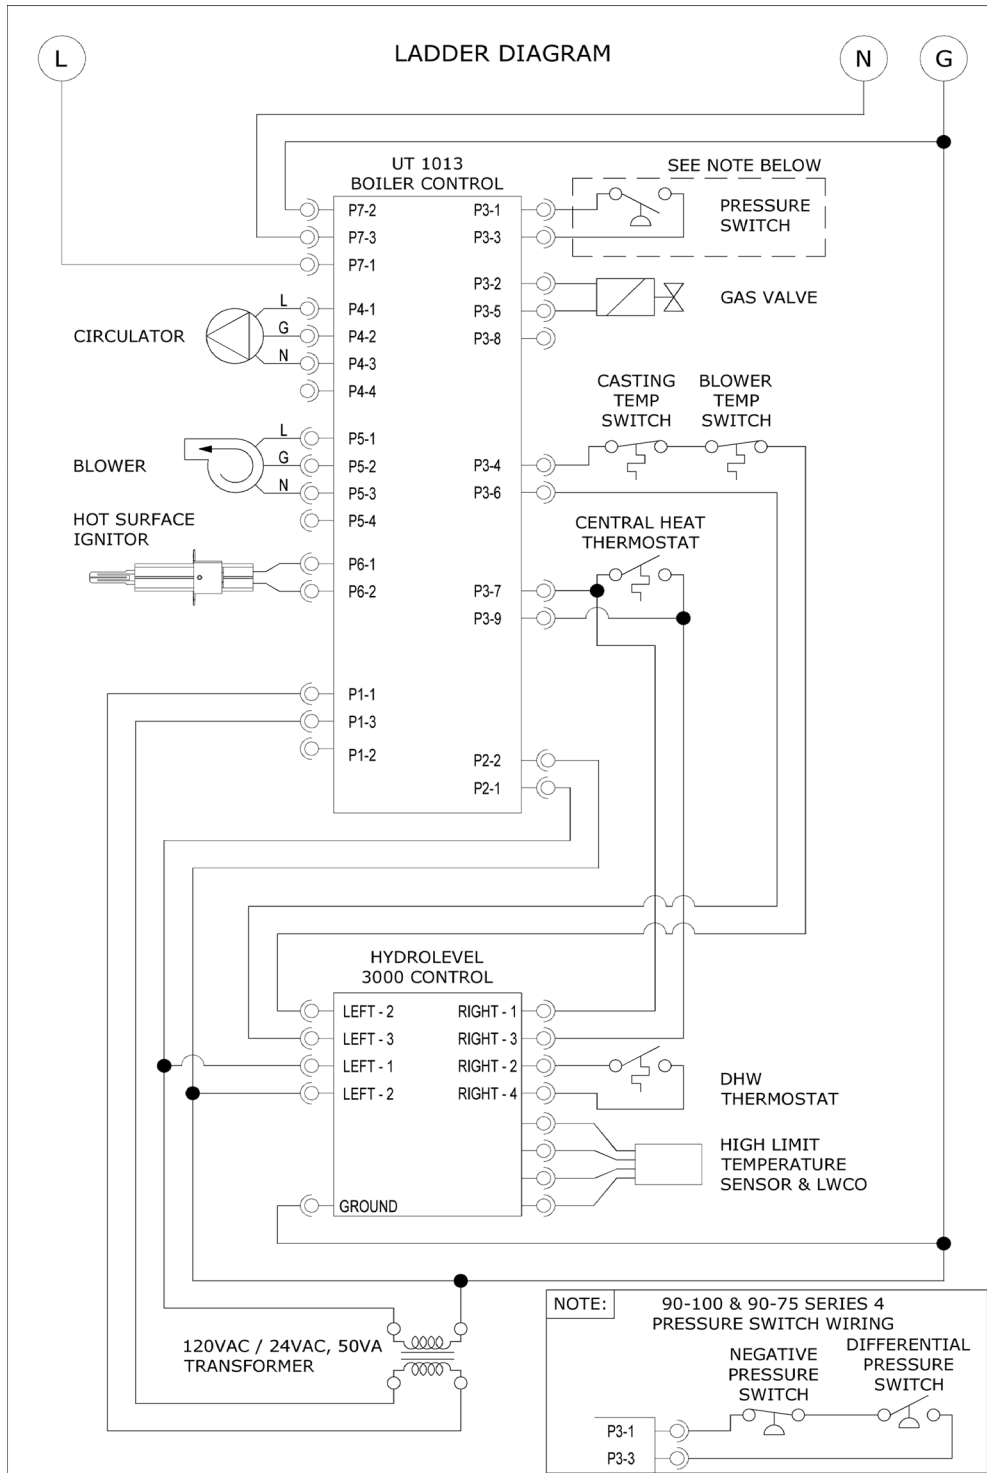 LADDER DIAGRAM
L
N
G
UT 1013
BOILER CONTROL
SEE NOTE BELOW
P7-2
P7-3
P7-1
P3-1
P3-3
PRESSURE
SWITCH
P3-2
P3-5
P3-8
GAS VALVE
CIRCULATOR
L
G
N
P4-1
P4-2
P4-3
P4-4
CASTING
TEMP
SWITCH
BLOWER
TEMP
SWITCH
BLOWER
L
G
N
P5-1
P5-2
P5-3
P5-4
P3-4
P3-6
HOT SURFACE
IGNITOR
P6-1
P6-2
CENTRAL HEAT
THERMOSTAT
P3-7
P3-9
P1-1
P1-3
P1-2
P2-2
P2-1
HYDROLEVEL
3000 CONTROL
LEFT - 2
LEFT - 3
LEFT - 1
LEFT - 2
RIGHT - 1
RIGHT - 3
RIGHT - 2
RIGHT - 4
DHW
THERMOSTAT
HIGH LIMIT
TEMPERATURE
SENSOR & LWCO
GROUND
120VAC / 24VAC, 50VA
TRANSFORMER
NOTE:
90-100 & 90-75 SERIES 4
PRESSURE SWITCH WIRING
NEGATIVE
PRESSURE
SWITCH
DIFFERENTIAL
PRESSURE
SWITCH
P3-1
P3-3